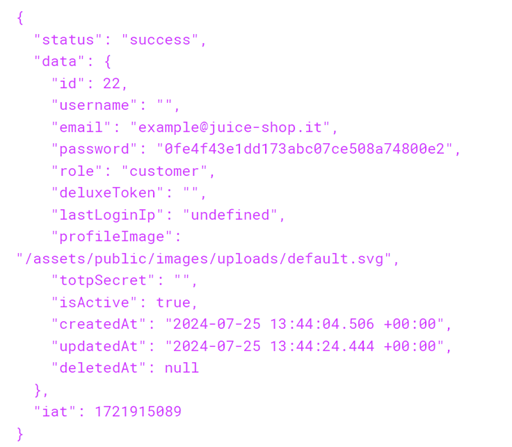 {
  "status": "success",
  "data": {
    "id": 22,
    "username": "",
    "email": "example@juice-shop.it",
    "password": "0fe4f43e1dd173abc07ce508a74800e2",
    "role": "customer",
    "deluxeToken": "",
    "lastLoginIp": "undefined",
    "profileImage":
"/assets/public/images/uploads/default.svg",
    "totpSecret": "",
    "isActive": true,
    "createdAt": "2024-07-25 13:44:04.506 +00:00",
    "updatedAt": "2024-07-25 13:44:24.444 +00:00",
    "deletedAt": null
  },
  "iat": 1721915089
}